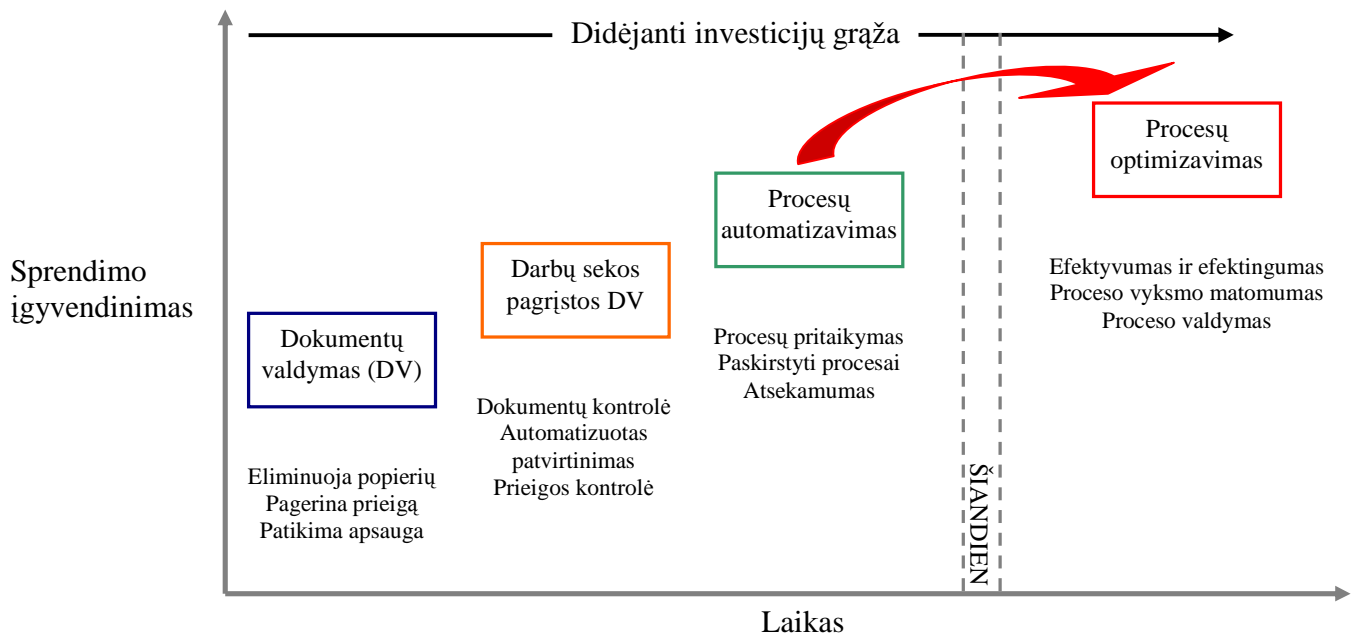 Didėjanti investicijų grąža
Procesų
optimizavimas
Efektyvumas ir efektingumas
Proceso vyksmo matomumas
Proceso valdymas
Procesų
automatizavimas
Procesų pritaikymas
Paskirstyti procesai
Atsekamumas
Darbų sekos
pagrįstos DV
Dokumentų kontrolė
Automatizuotas
patvirtinimas
Prieigos kontrolė
Dokumentų
valdymas (DV)
Eliminuoja popierių
Pagerina prieigą
Patikima apsauga
Sprendimo
įgyvendinimas
ŠIANDIEN
Laikas